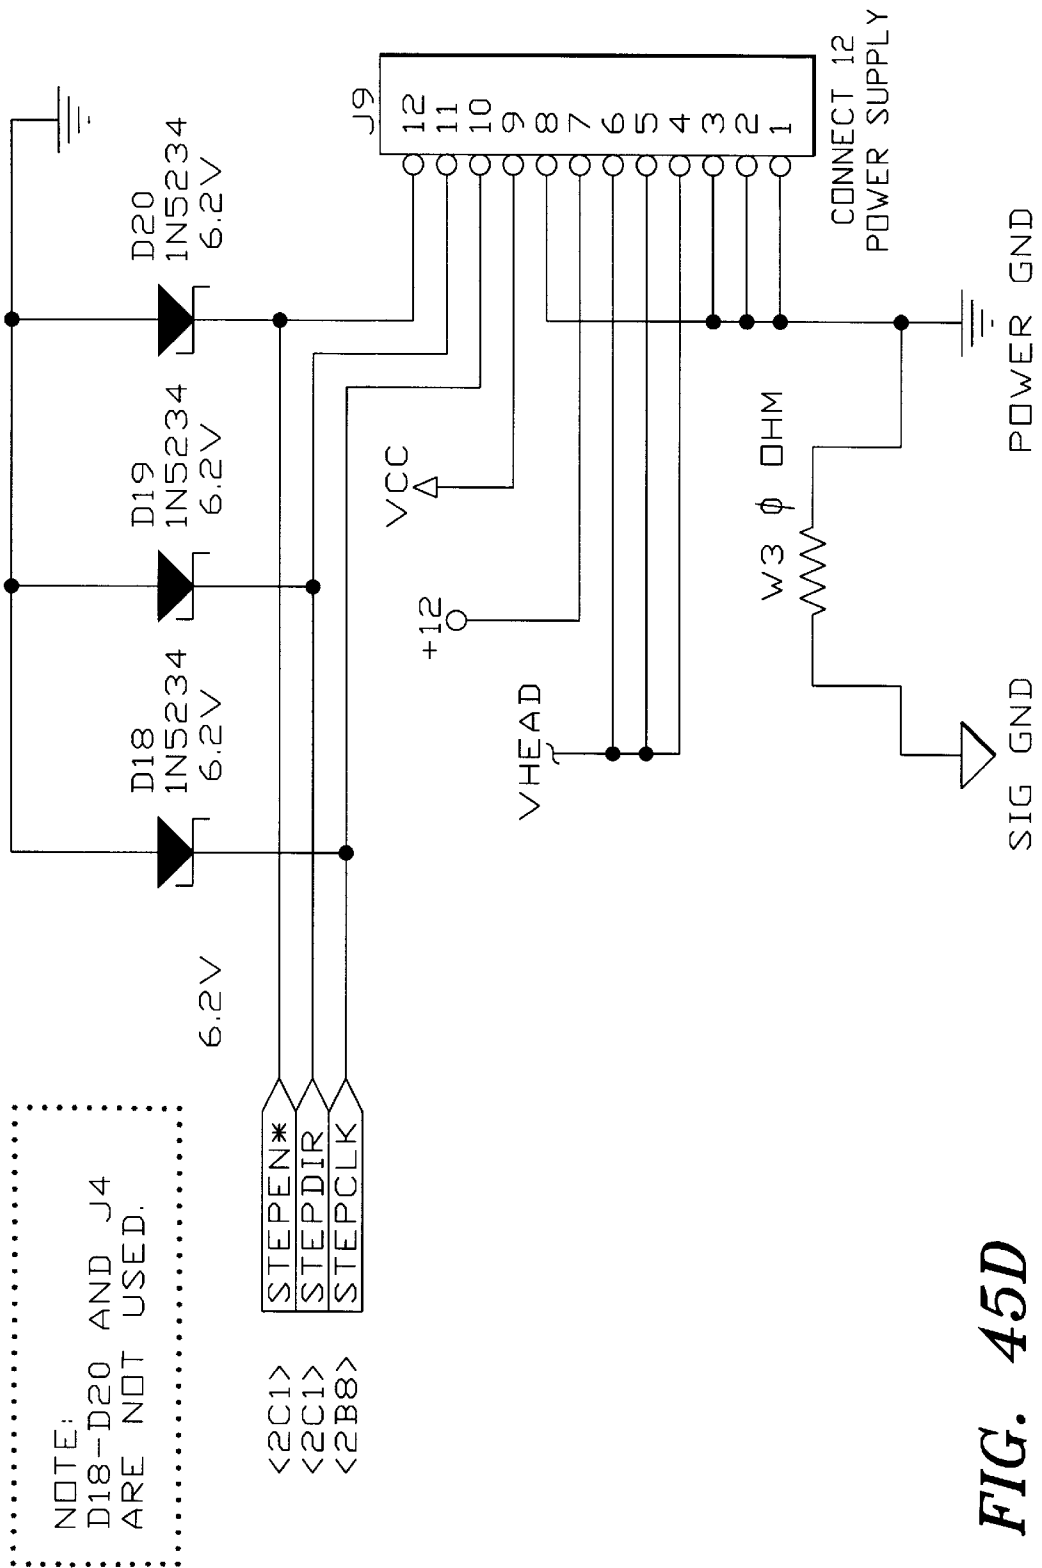 NOTE:
D18-D20 AND J4
ARE NOT USED.
6.2V
D18
1N5234
6.2V
D19
1N5234
6.2V
D20
1N5234
6.2V
<2C1>
STEPEN*
<2C1>
STEPDIR
<2B8>
STEPCLK
J9
12
11
10
9
8
7
6
5
4
3
2
1
CONNECT 12
POWER SUPPLY
VCC
+12
VHEAD
W3 ϕ OHM
SIG GND
POWER GND
FIG. 45D